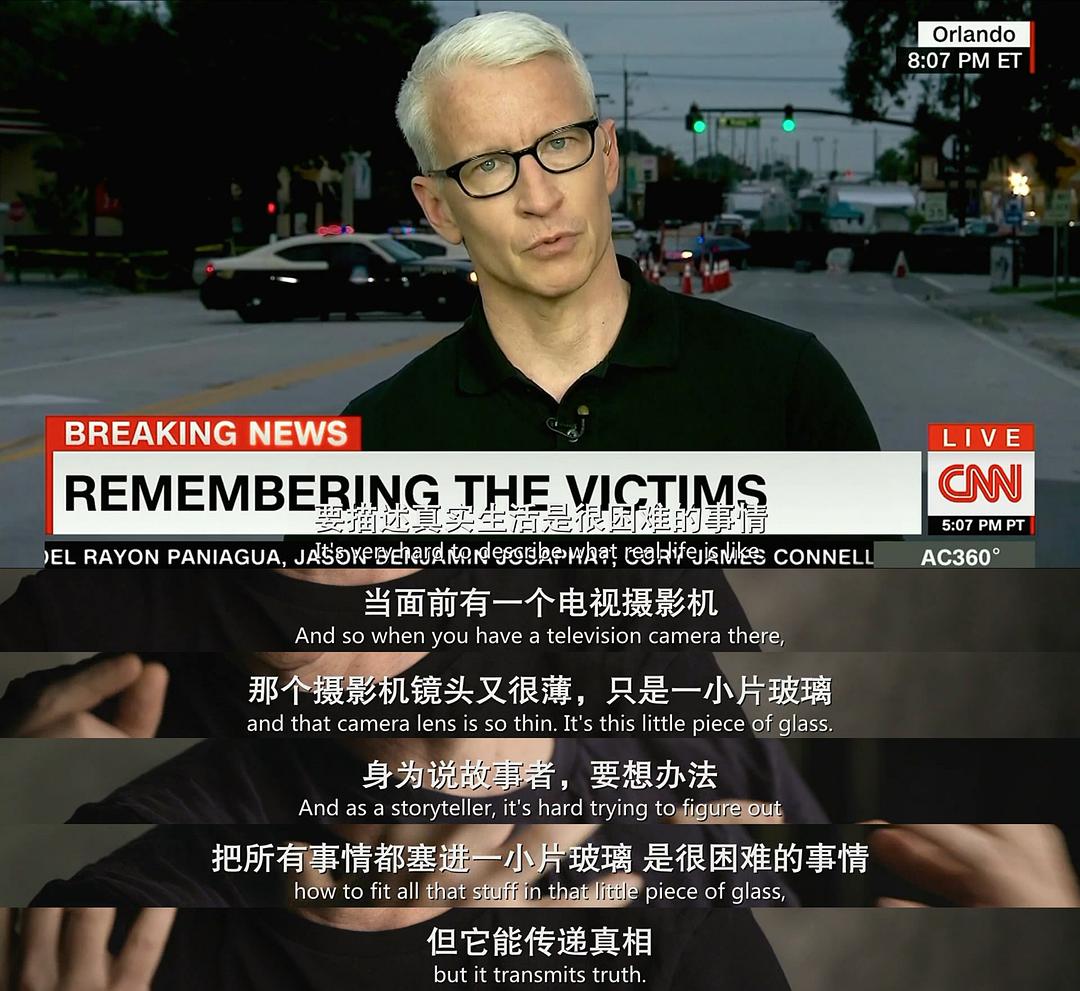 Orlando
8:07 PM ET
BREAKING NEWS
REMEMBERING THE VICTIMS
LIVE
CNN
5:07 PM PT
要描述真实生活是很困难的事情
It's very hard to describe what real life is like.
DEL RAYON PANIAGUA, JASON BENJAMIN JOSAPHAT, CORY JAMES CONNELL
AC360°
当面前有一个电视摄影机
And so when you have a television camera there,
那个摄影机镜头又很薄，只是一小片玻璃
and that camera lens is so thin. It's this little piece of glass.
身为说故事者，要想办法
And as a storyteller, it's hard trying to figure out
把所有事情都塞进一小片玻璃 是很困难的事情
how to fit all that stuff in that little piece of glass,
但它能传递真相
but it transmits truth.